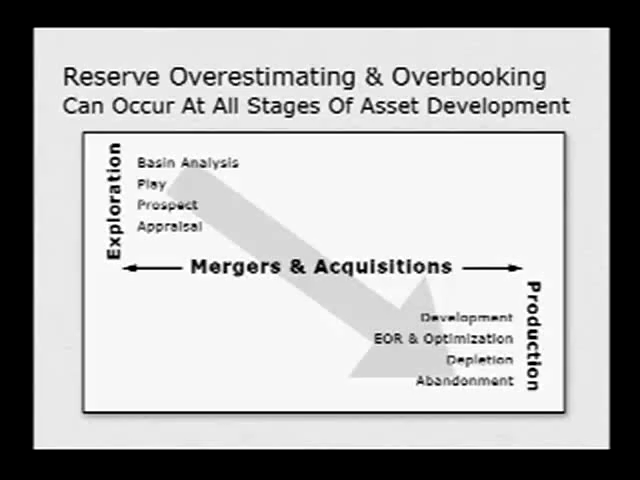 Reserve Overestimating & Overbooking
Can Occur At All Stages Of Asset Development
Exploration
Basin Analysis
Play
Prospect
Appraisal
Mergers & Acquisitions
Production
Development
EOR & Optimization
Depletion
Abandonment